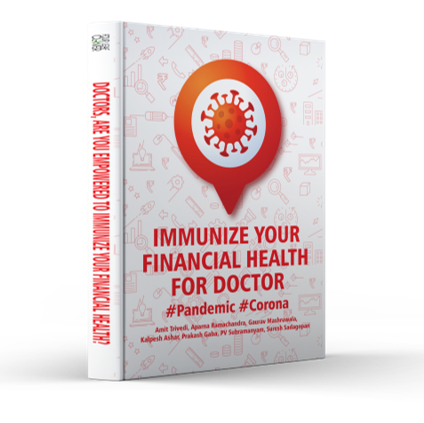 DOCTORS, ARE YOU EMPOWERED TO IMMUNIZE YOUR FINANCIAL HEALTH?
IMMUNIZE YOUR
FINANCIAL HEALTH
FOR DOCTOR
#Pandemic #Corona
Amit Trivedi, Aparna Ramachandra, Gaurav Mashruwala,
Kalpesh Ashar, Prakash Gaba, PV Subramanyam, Suresh Sadagopan